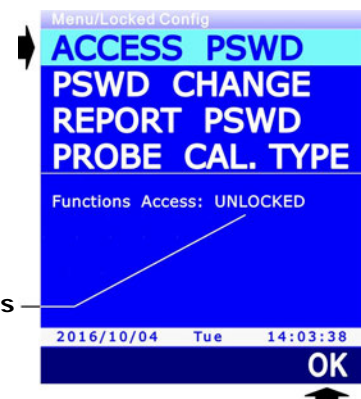 Menu/Locked Config
ACCESS PSWD
PSWD CHANGE
REPORT PSWD
PROBE CAL. TYPE
Functions Access: UNLOCKED
s
2016/10/04 Tue 14:03:38
OK